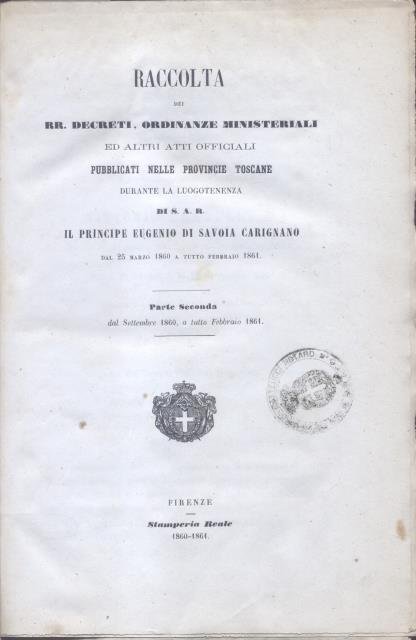 RACCOLTA
DEI
RR. DECRETI, ORDINANZE MINISTERIALI
ED ALTRI ATTI OFFICIALI
PUBBLICATI NELLE PROVINCIE TOSCANE
DURANTE LA LUOGOTENENZA
DI S. A. R.
IL PRINCIPE EUGENIO DI SAVOIA CARIGNANO
DAL 25 MARZO 1860 A TUTTO FEBBRAIO 1861.
Parte Seconda
dal Settembre 1860, a tutto Febbraio 1861.
FIRENZE
Stamperia Reale
1860-1861.